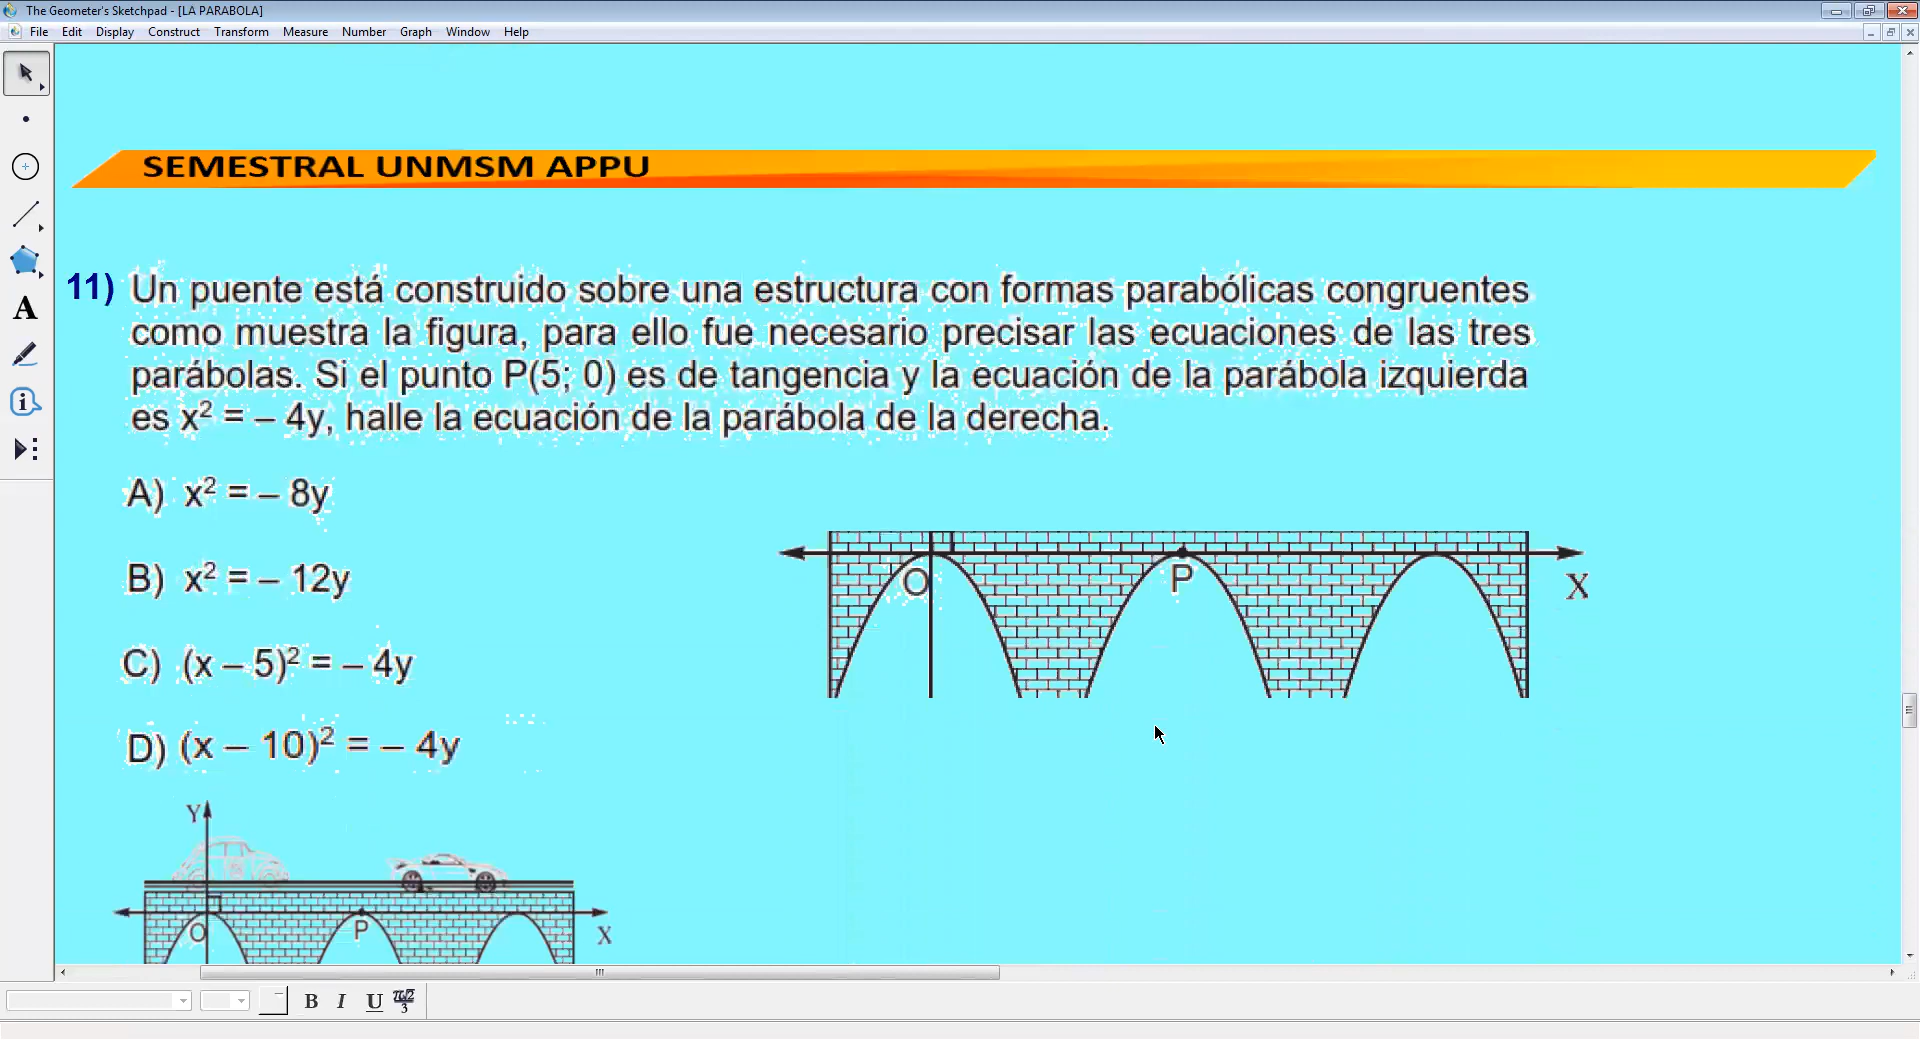 The Geometer's Sketchpad - [LA PARABOLA]
File Edit Display Construct Transform Measure Number Graph Window Help
SEMESTRAL UNMSM APPU
11) Un puente está construido sobre una estructura con formas parabólicas congruentes
como muestra la figura, para ello fue necesario precisar las ecuaciones de las tres
parábolas. Si el punto P(5; 0) es de tangencia y la ecuación de la parábola izquierda
es x² = – 4y, halle la ecuación de la parábola de la derecha.
A) x² = – 8y
B) x² = – 12y
C) (x – 5)² = – 4y
D) (x – 10)² = – 4y
O P X
Y
O P X
A
B I U